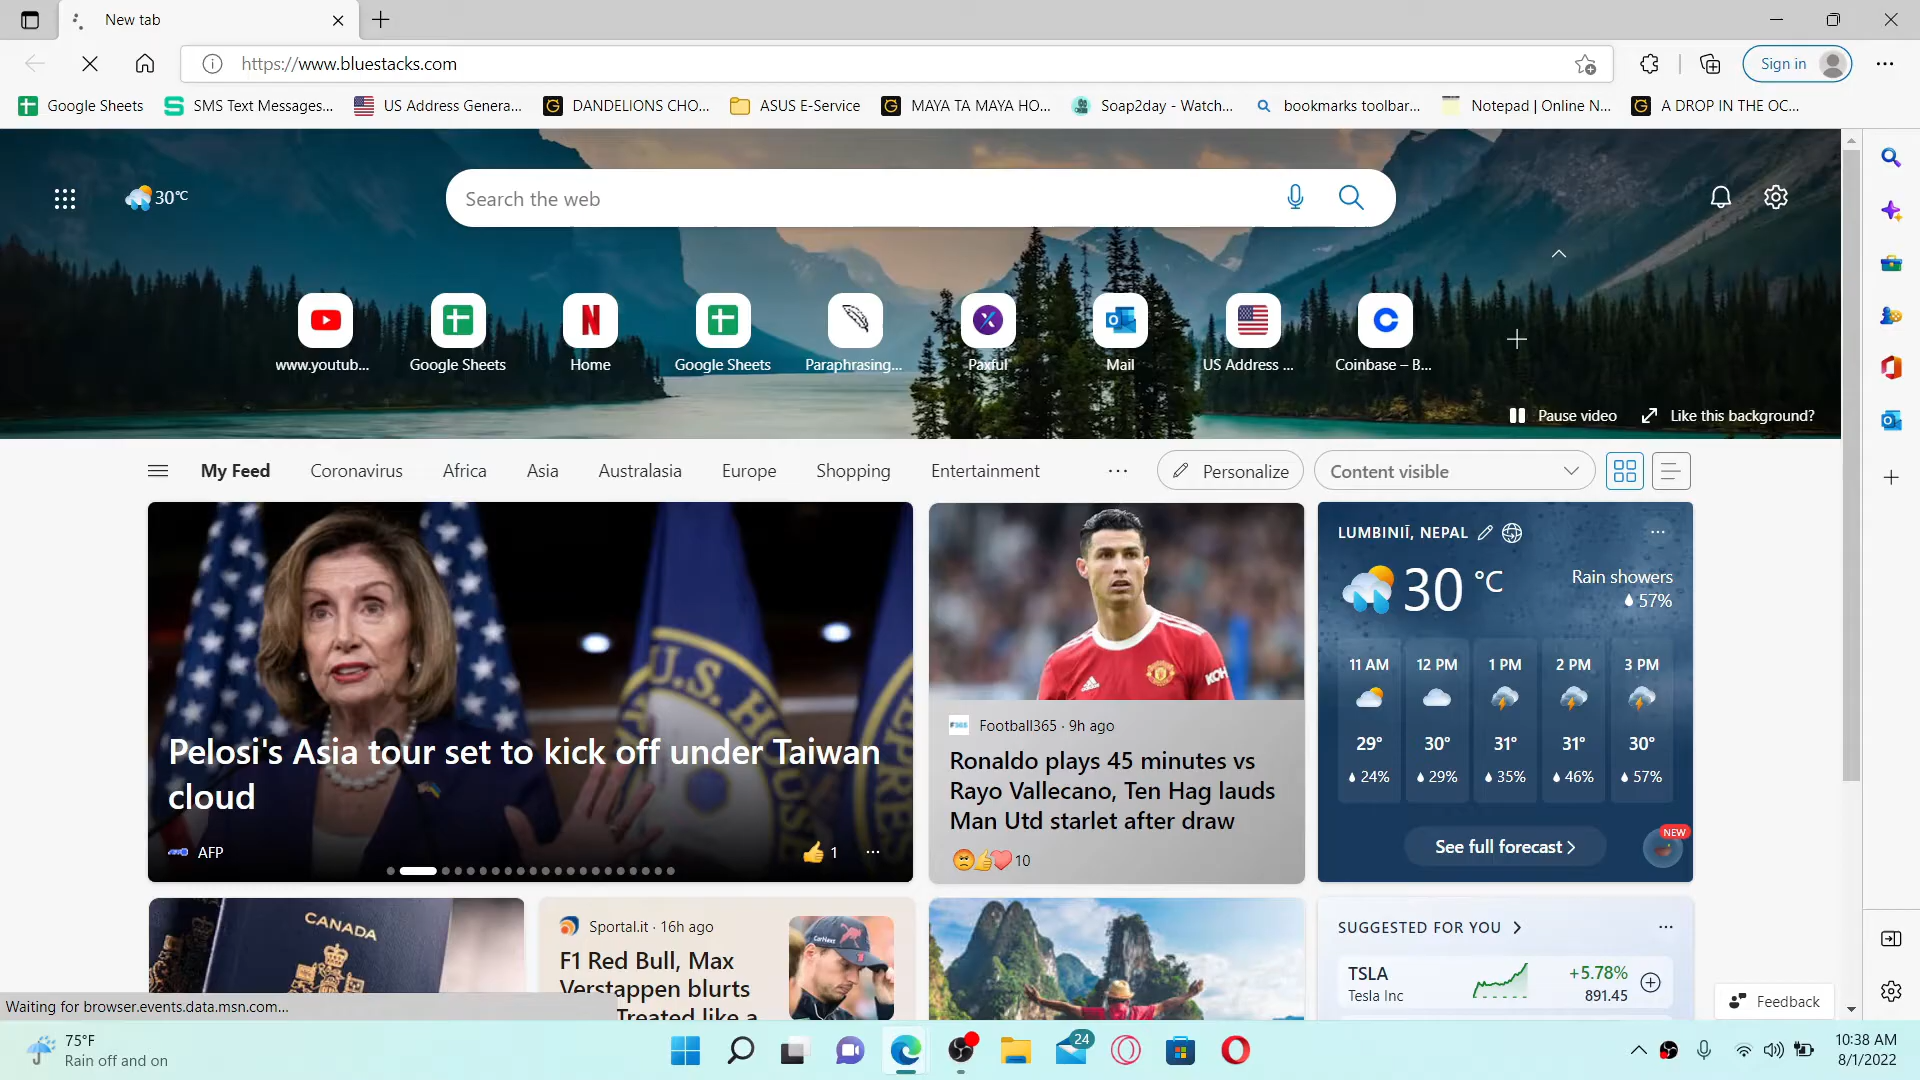 New tab
https://www.bluestacks.com
Sign in
Google Sheets
SMS Text Messages...
US Address Genera...
DANDELIONS CHO...
ASUS E-Service
MAYA TA MAYA HO...
Soap2day - Watch...
bookmarks toolbar...
Notepad | Online N...
A DROP IN THE OC...
30°C
Search the web
www.youtub...
Google Sheets
Home
Google Sheets
Paraphrasing...
Paxful
Mail
US Address ...
Coinbase – B...
Pause video
Like this background?
My Feed
Coronavirus
Africa
Asia
Australasia
Europe
Shopping
Entertainment
Personalize
Content visible
U.S. HOUSE
Pelosi's Asia tour set to kick off under Taiwan
cloud
AFP
1
KOH
F365
Football365 · 9h ago
Ronaldo plays 45 minutes vs
Rayo Vallecano, Ten Hag lauds
Man Utd starlet after draw
10
LUMBINIĪ, NEPAL
30 °C
Rain showers
57%
11 AM 12 PM 1 PM 2 PM 3 PM
29° 30° 31° 31° 30°
24% 29% 35% 46% 57%
See full forecast
NEW
CANADA
Sportal.it · 16h ago
F1 Red Bull, Max
Verstappen blurts
Treated like a
SUGGESTED FOR YOU
TSLA
+5.78%
Tesla Inc
891.45
Feedback
Waiting for browser.events.data.msn.com...
75°F
Rain off and on
24
10:38 AM
8/1/2022